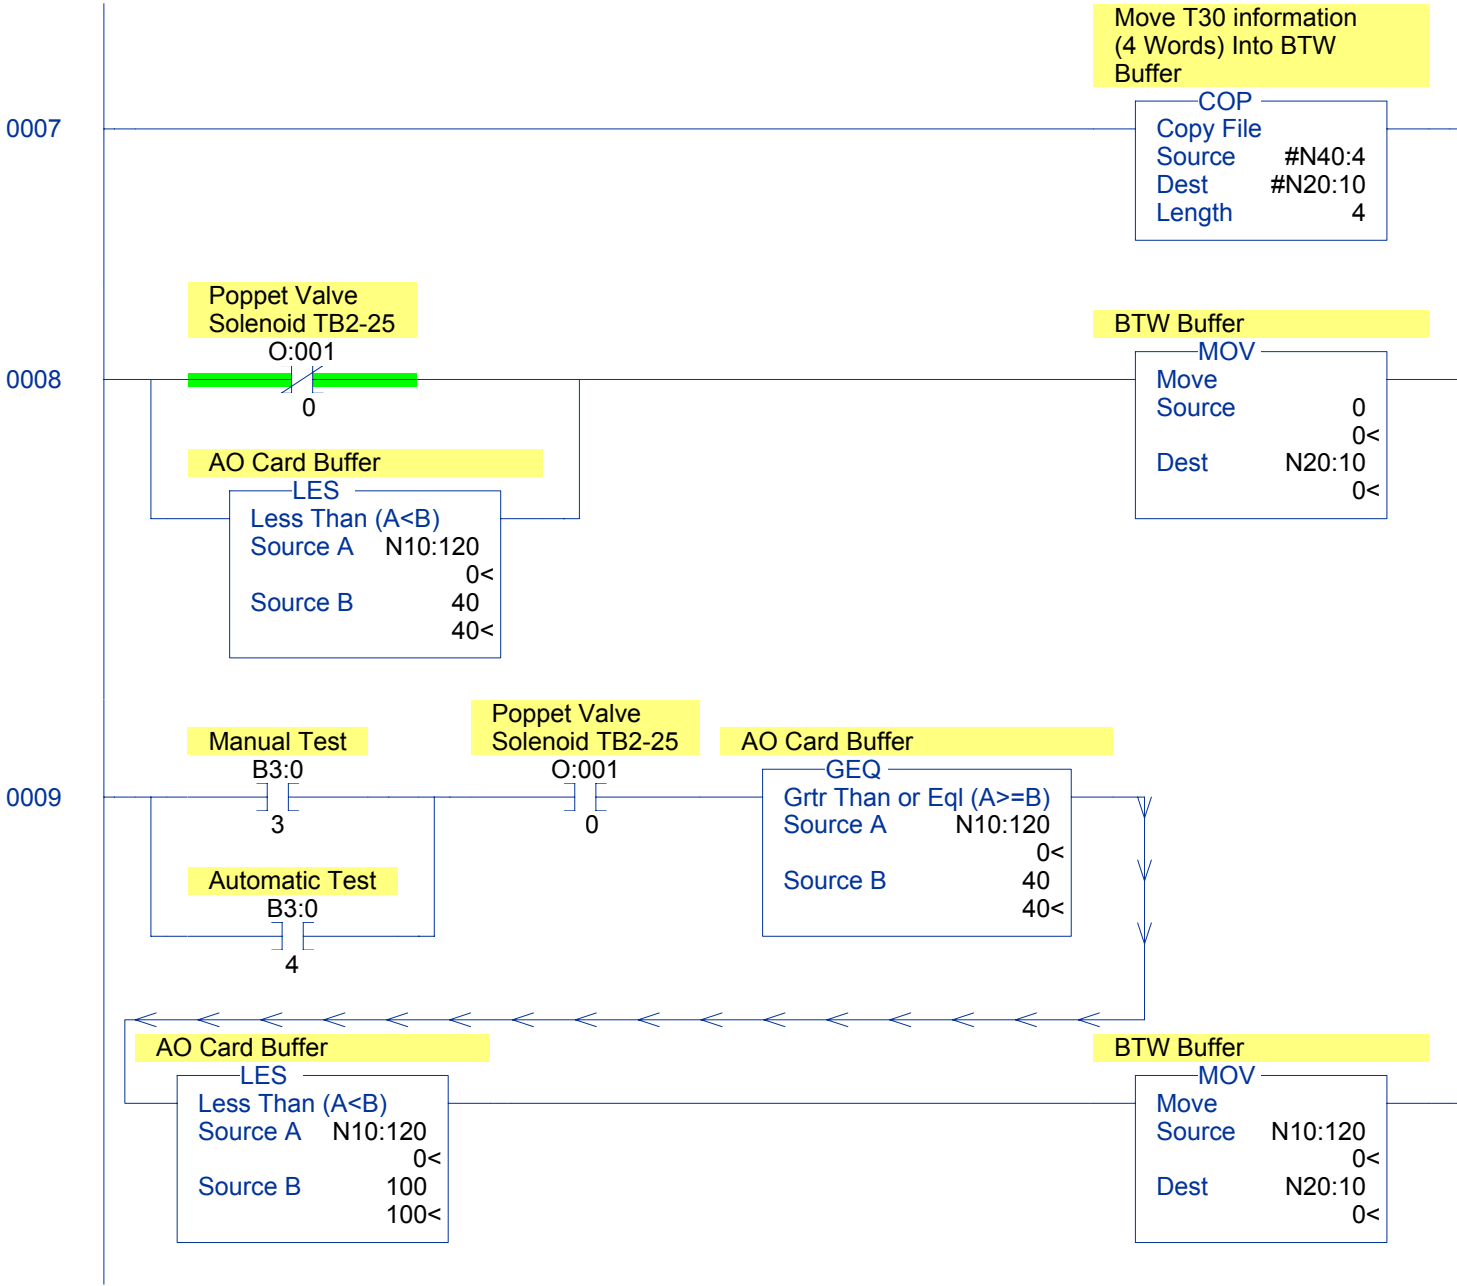 Move T30 information
(4 Words) Into BTW
Buffer
COP
0007
Copy File
Source #N40:4
Dest #N20:10
Length 4
Poppet Valve
Solenoid TB2-25
O:001
0008
0
AO Card Buffer
LES
Less Than (A<B)
Source A N10:120
0<
Source B 40
40<
BTW Buffer
MOV
Move
Source 0
0<
Dest N20:10
0<
Manual Test
B3:0
0009
3
Automatic Test
B3:0
4
Poppet Valve
Solenoid TB2-25
O:001
0
AO Card Buffer
GEQ
Grtr Than or Eql (A>=B)
Source A N10:120
0<
Source B 40
40<
AO Card Buffer
LES
Less Than (A<B)
Source A N10:120
0<
Source B 100
100<
BTW Buffer
MOV
Move
Source N10:120
0<
Dest N20:10
0<